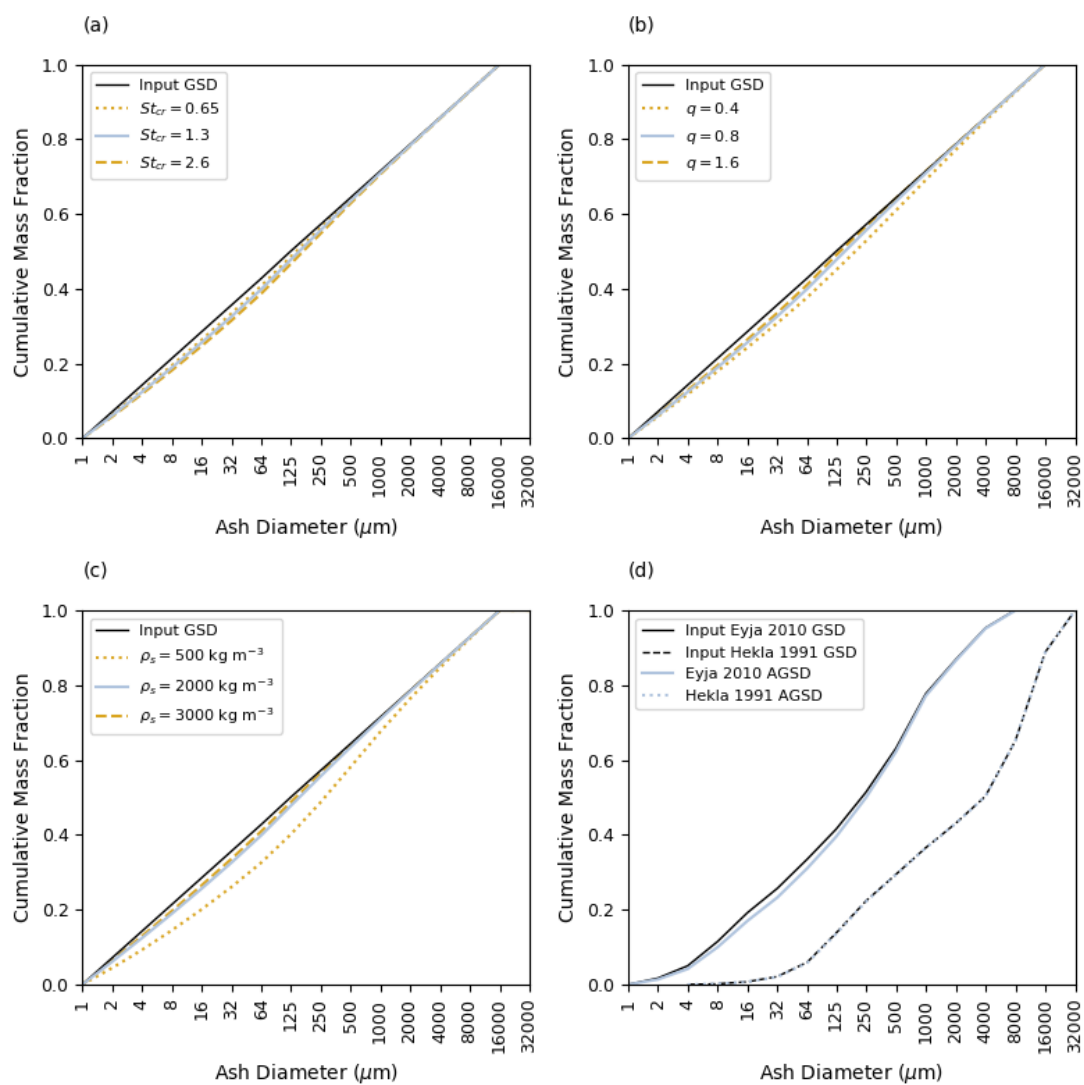 (a)
Cumulative Mass Fraction
1.0
0.8
0.6
0.4
0.2
0.0
Input GSD
St_cr = 0.65
St_cr = 1.3
St_cr = 2.6
1 2 4 8 16 32 64 125 250 500 1000 2000 4000 8000 16000 32000
Ash Diameter (μm)
(b)
Cumulative Mass Fraction
1.0
0.8
0.6
0.4
0.2
0.0
Input GSD
q = 0.4
q = 0.8
q = 1.6
1 2 4 8 16 32 64 125 250 500 1000 2000 4000 8000 16000 32000
Ash Diameter (μm)
(c)
Cumulative Mass Fraction
1.0
0.8
0.6
0.4
0.2
0.0
Input GSD
ρ_s = 500 kg m⁻³
ρ_s = 2000 kg m⁻³
ρ_s = 3000 kg m⁻³
1 2 4 8 16 32 64 125 250 500 1000 2000 4000 8000 16000 32000
Ash Diameter (μm)
(d)
Cumulative Mass Fraction
1.0
0.8
0.6
0.4
0.2
0.0
Input Eyja 2010 GSD
Input Hekla 1991 GSD
Eyja 2010 AGSD
Hekla 1991 AGSD
1 2 4 8 16 32 64 125 250 500 1000 2000 4000 8000 16000 32000
Ash Diameter (μm)